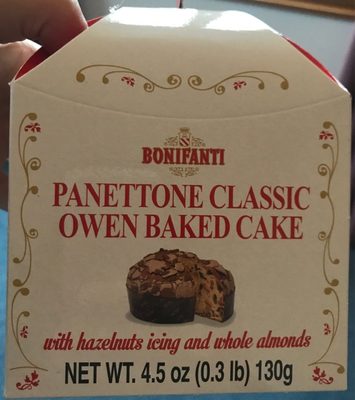 BONIFANTI
PANETTONE CLASSIC
OWEN BAKED CAKE
with hazelnuts icing and whole almonds
NET WT. 4.5 oz (0.3 lb) 130g